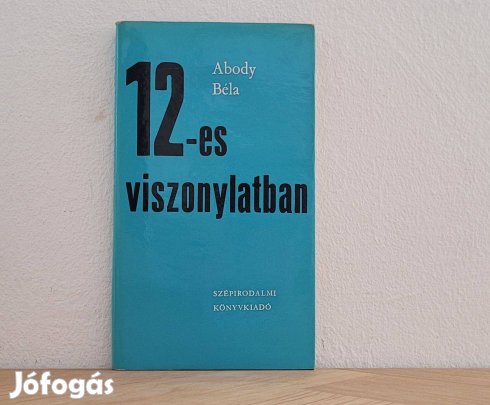 Abody
Béla
12-es
viszonylatban
SZÉPIRODALMI
KÖNYVKIADÓ
Jófogás